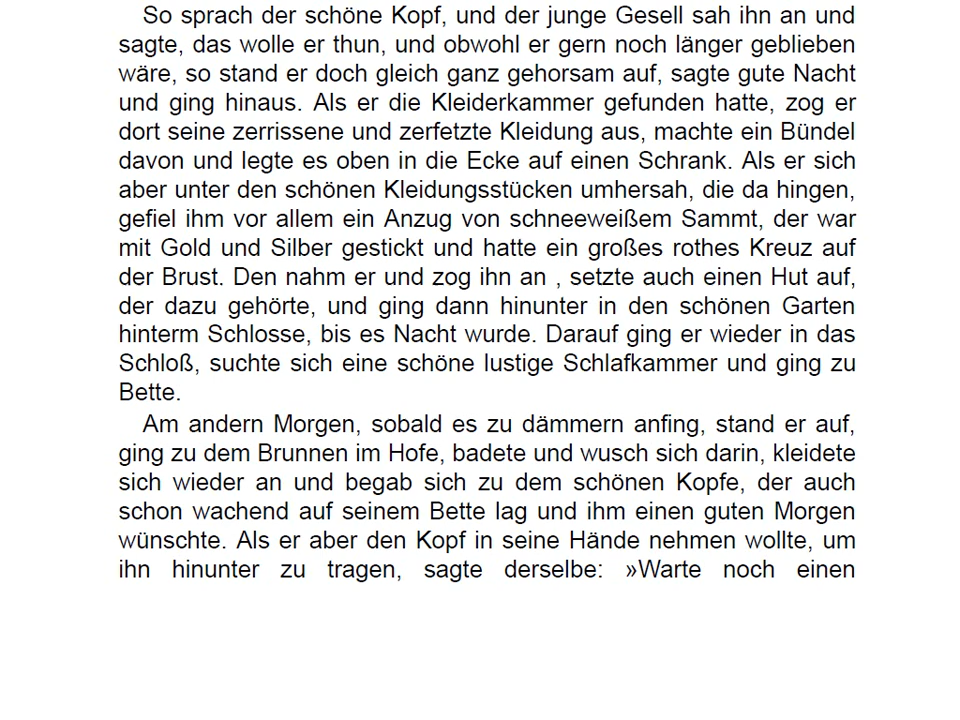 So sprach der schöne Kopf, und der junge Gesell sah ihn an und
sagte, das wolle er thun, und obwohl er gern noch länger geblieben
wäre, so stand er doch gleich ganz gehorsam auf, sagte gute Nacht
und ging hinaus. Als er die Kleiderkammer gefunden hatte, zog er
dort seine zerrissene und zerfetzte Kleidung aus, machte ein Bündel
davon und legte es oben in die Ecke auf einen Schrank. Als er sich
aber unter den schönen Kleidungsstücken umhersah, die da hingen,
gefiel ihm vor allem ein Anzug von schneeweißem Sammt, der war
mit Gold und Silber gestickt und hatte ein großes rothes Kreuz auf
der Brust. Den nahm er und zog ihn an , setzte auch einen Hut auf,
der dazu gehörte, und ging dann hinunter in den schönen Garten
hinterm Schlosse, bis es Nacht wurde. Darauf ging er wieder in das
Schloß, suchte sich eine schöne lustige Schlafkammer und ging zu
Bette.
Am andern Morgen, sobald es zu dämmern anfing, stand er auf,
ging zu dem Brunnen im Hofe, badete und wusch sich darin, kleidete
sich wieder an und begab sich zu dem schönen Kopfe, der auch
schon wachend auf seinem Bette lag und ihm einen guten Morgen
wünschte. Als er aber den Kopf in seine Hände nehmen wollte, um
ihn hinunter zu tragen, sagte derselbe: »Warte noch einen